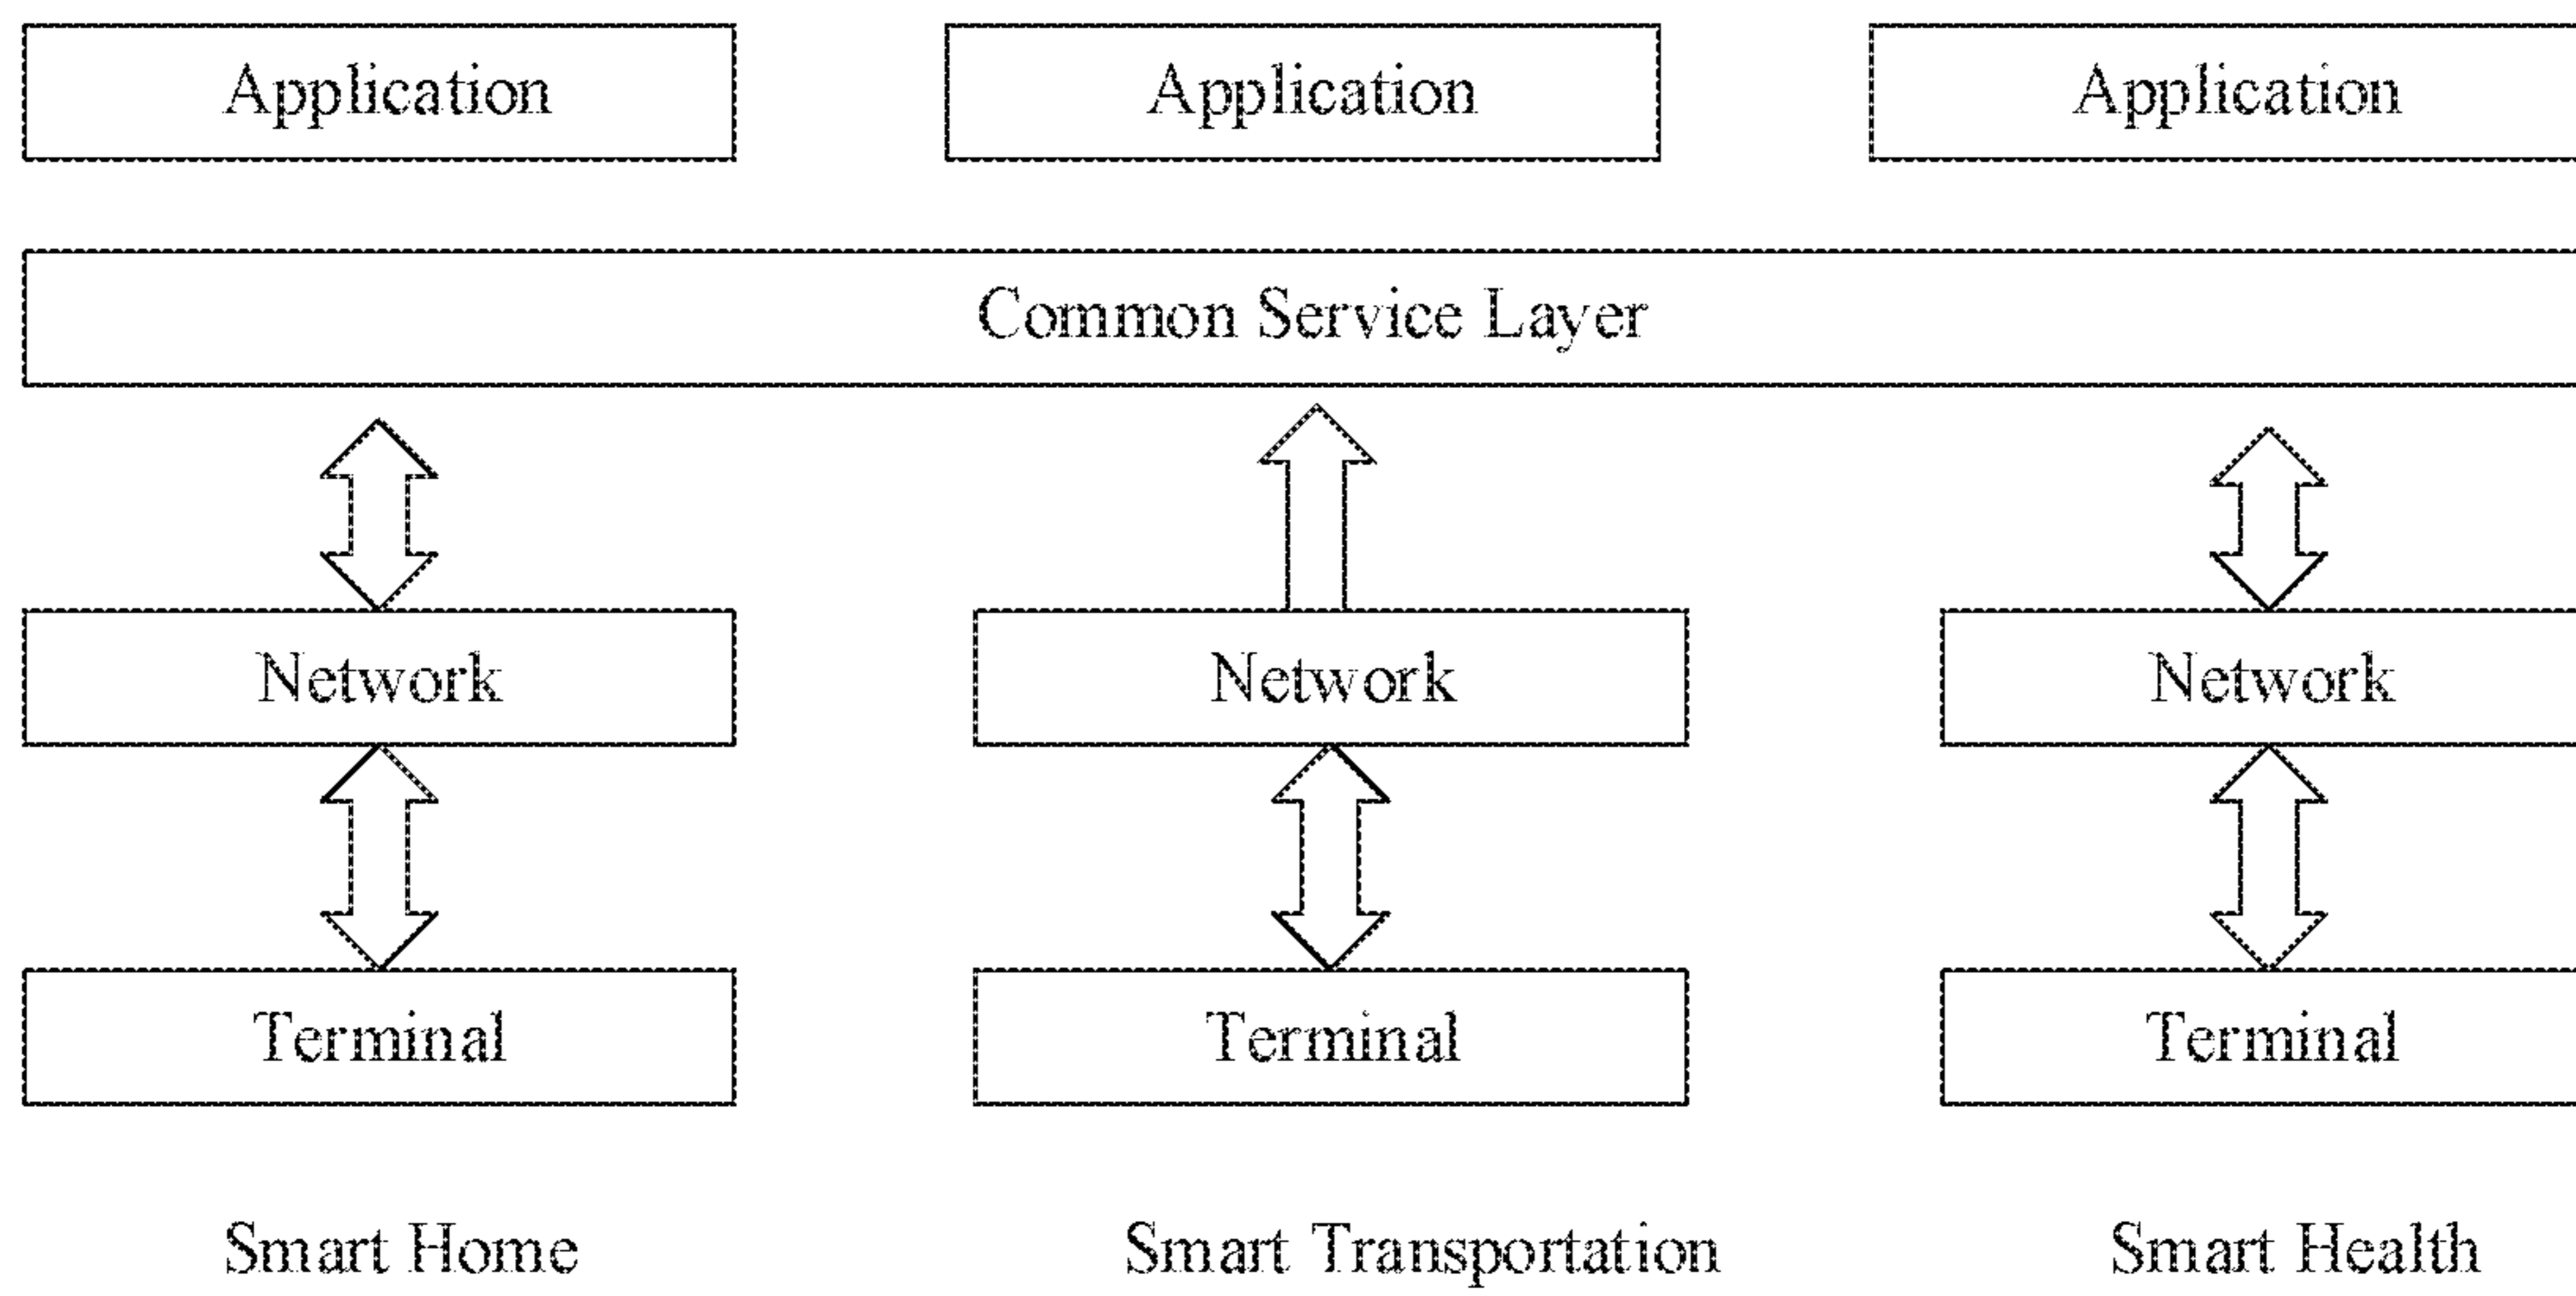 Application
Application
Application
Common Service Layer
Network
Network
Network
Terminal
Terminal
Terminal
Smart Home
Smart Transportation
Smart Health